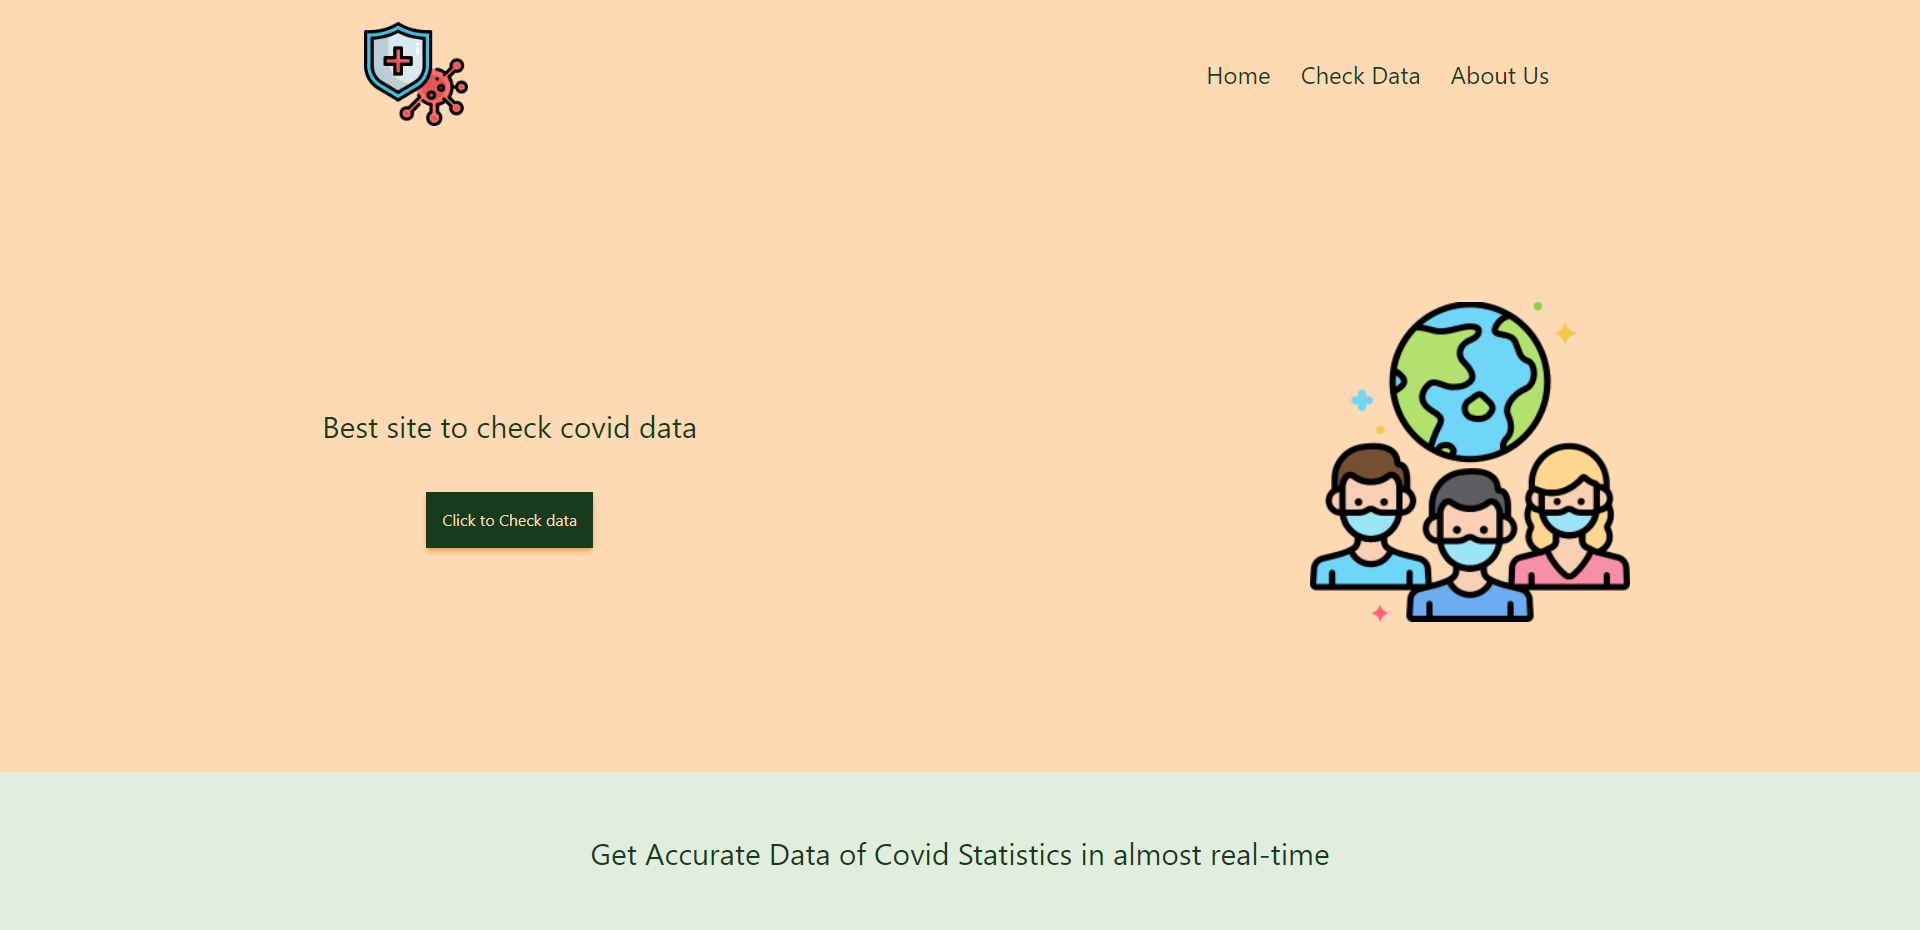 Home Check Data About Us
Best site to check covid data
Click to Check data
Get Accurate Data of Covid Statistics in almost real-time